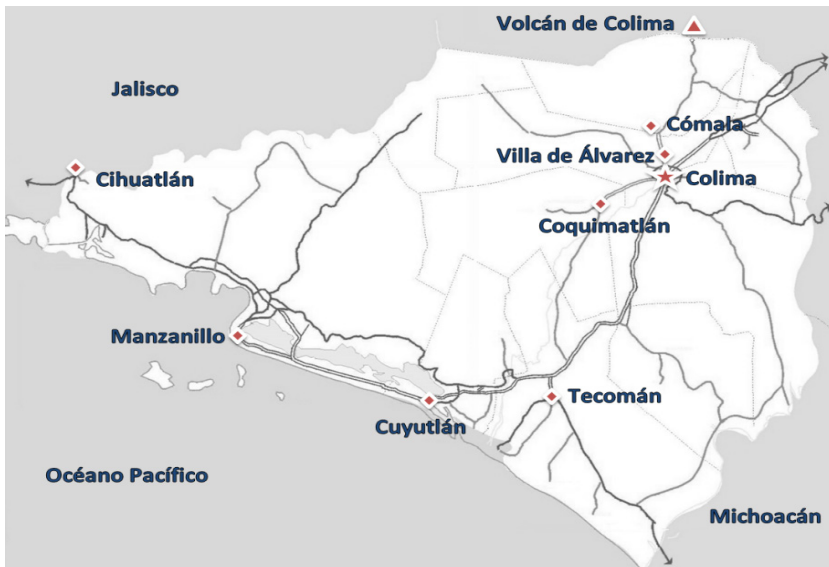 Volcán de Colima
Jalisco
Cómala
Villa de Álvarez
Cihuatlán
Colima
Coquimatlán
Manzanillo
Tecomán
Cuyutlán
Océano Pacífico
Michoacán